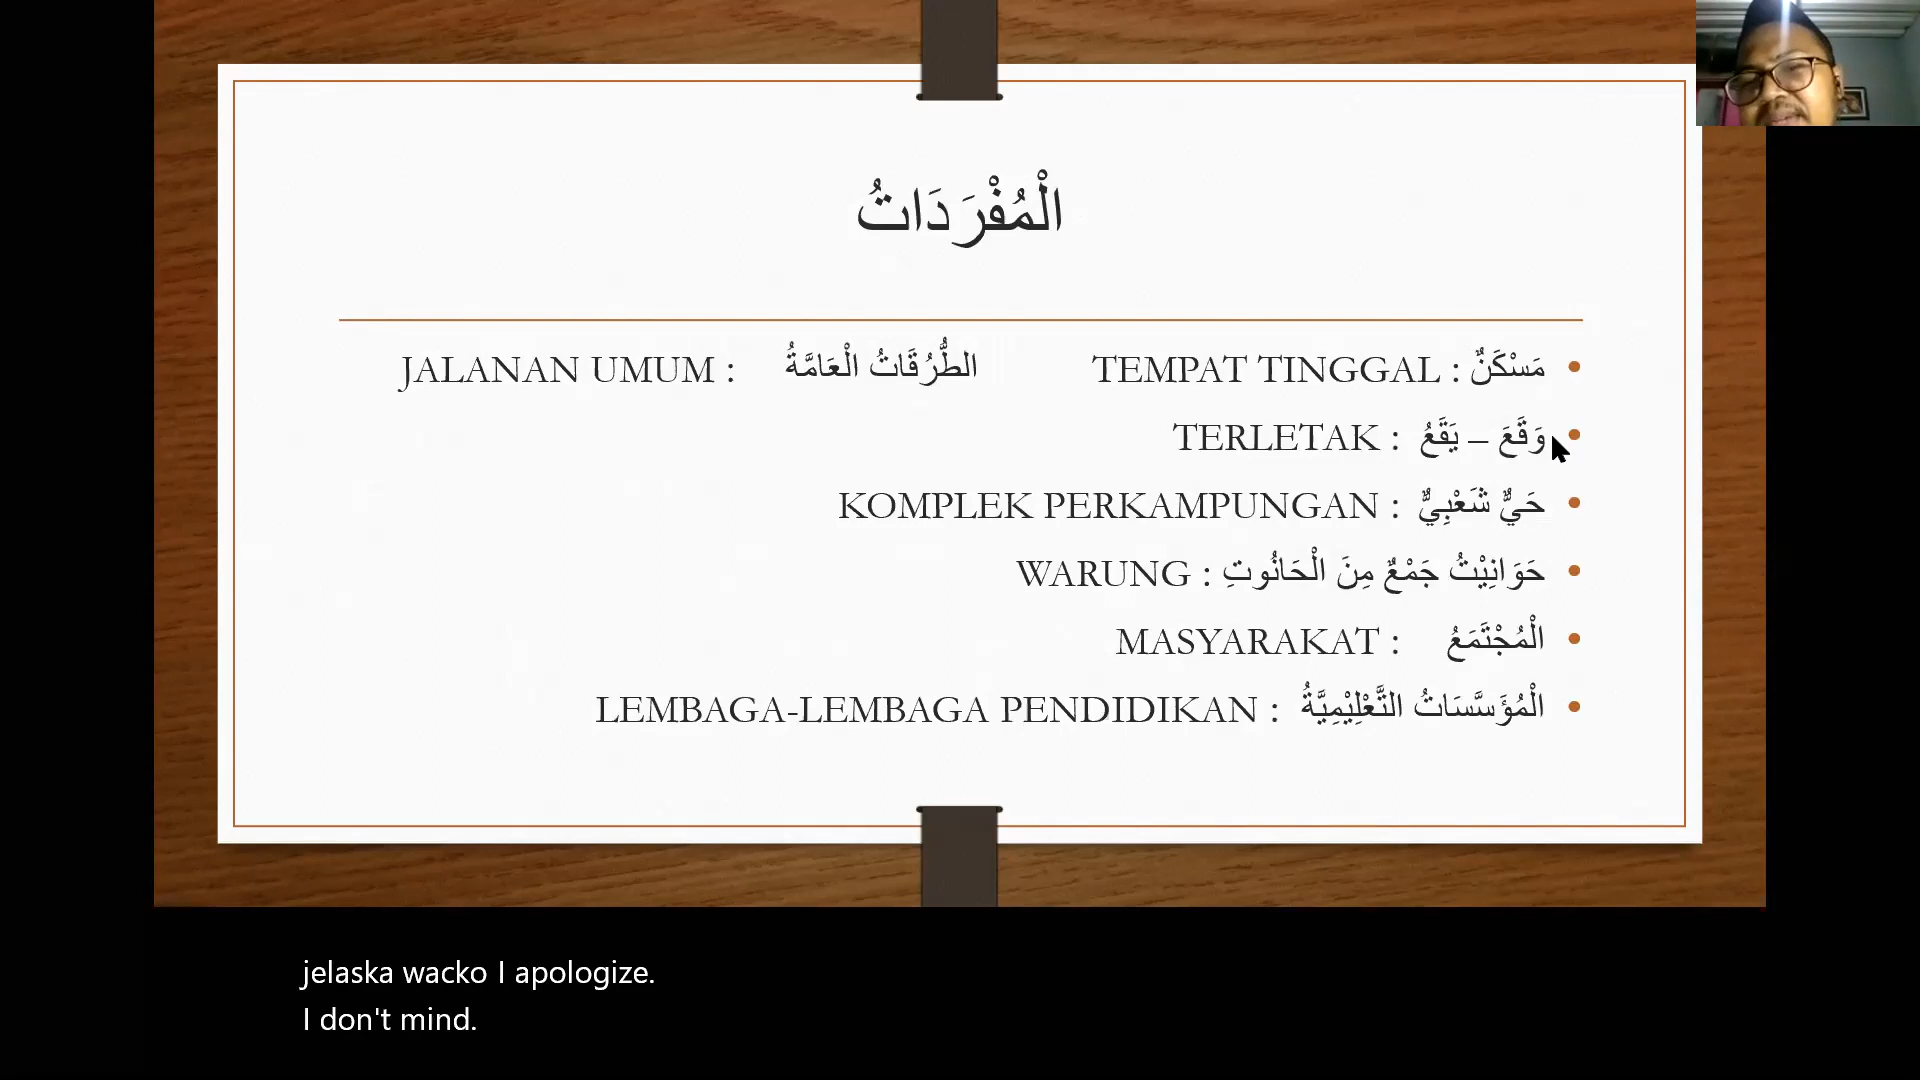 الْمُفْرَدَاتُ
مَسْكَنٌ : TEMPAT TINGGAL الطُّرُقَاتُ الْعَامَّةُ : JALANAN UMUM
وَقَّعَ – يَقَّعُ : TERLETAK
حَيٌّ شَعْبِيٌّ : KOMPLEK PERKAMPUNGAN
حَوَانِيْتُ جَمْعٌ مِنَ الْحَانُوتِ : WARUNG
الْمُجْتَمَعُ : MASYARAKAT
الْمُؤَسَّسَاتُ التَّعْلِيْمِيَّةُ : LEMBAGA-LEMBAGA PENDIDIKAN
jelaska wacko I apologize.
I don't mind.